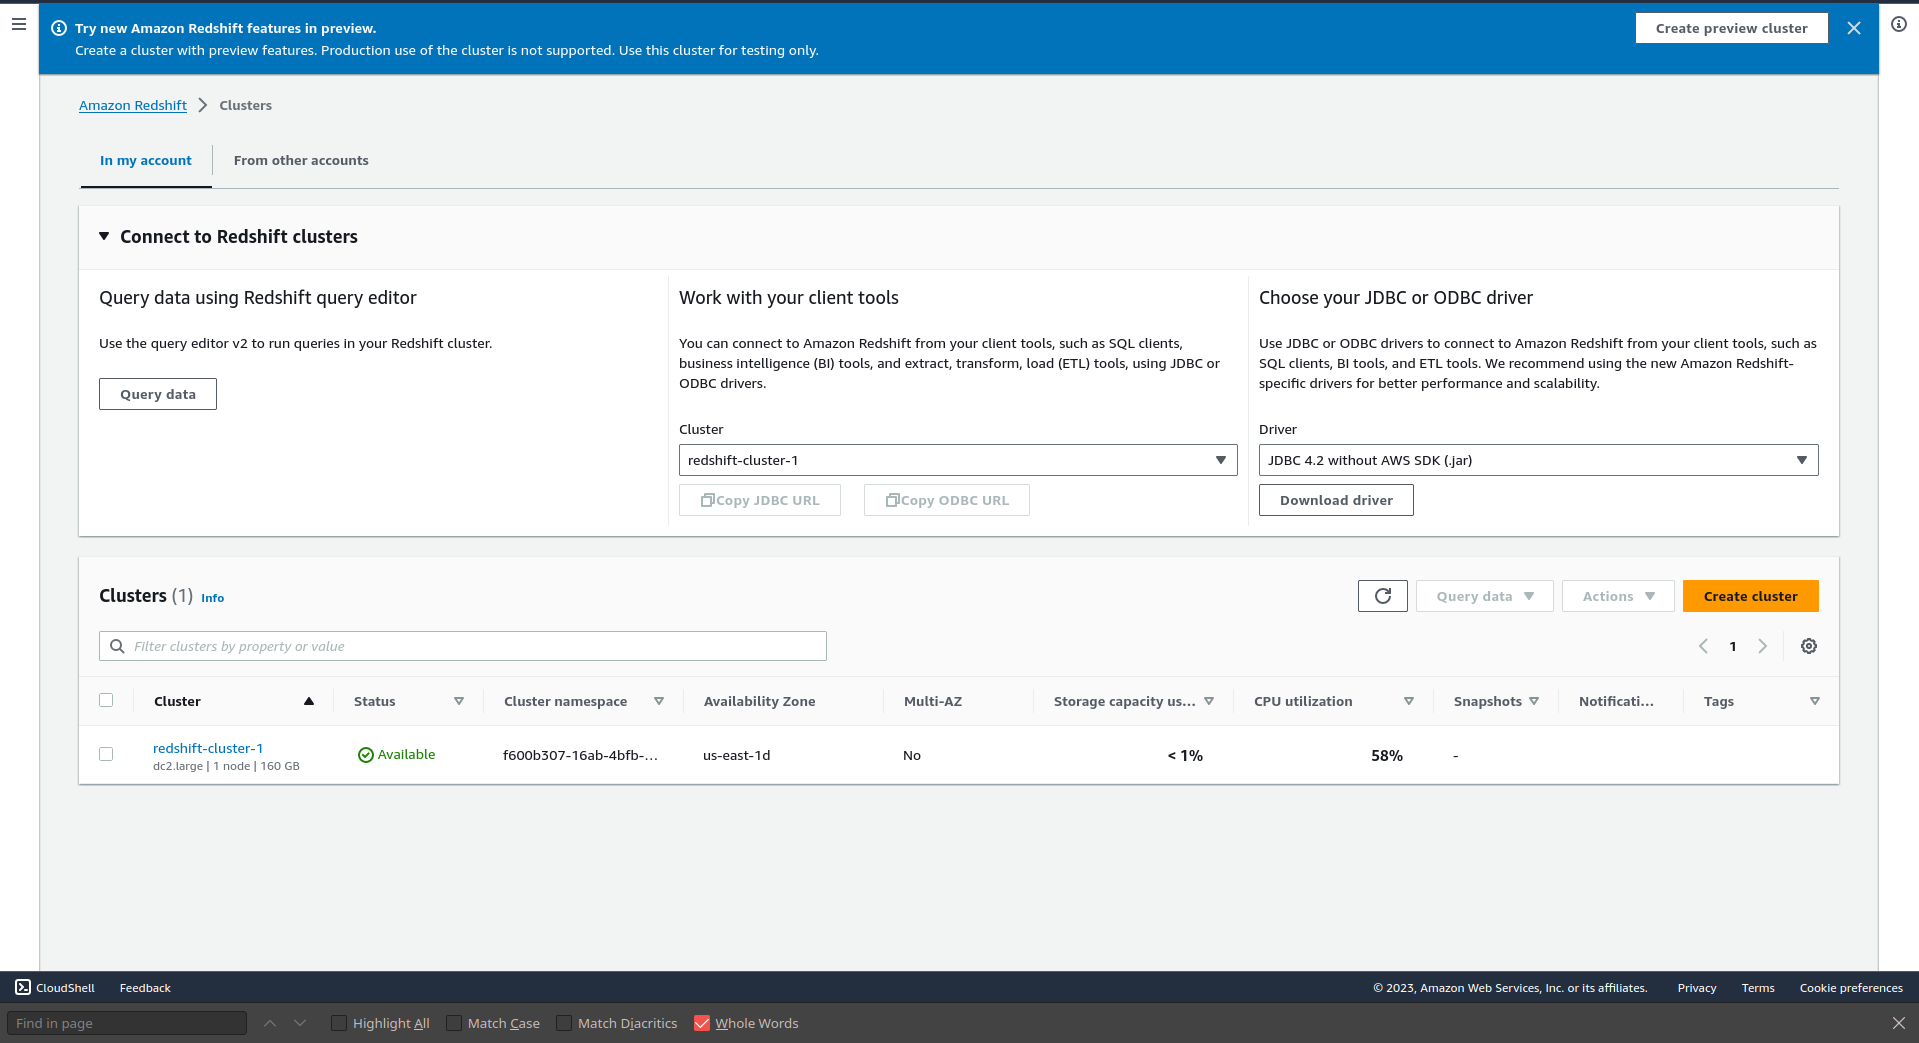 Try new Amazon Redshift features in preview.
Create a cluster with preview features. Production use of the cluster is not supported. Use this cluster for testing only.
Create preview cluster
Amazon Redshift
Clusters
In my account
From other accounts
Connect to Redshift clusters
Query data using Redshift query editor
Use the query editor v2 to run queries in your Redshift cluster.
Query data
Work with your client tools
You can connect to Amazon Redshift from your client tools, such as SQL clients,
business intelligence (BI) tools, and extract, transform, load (ETL) tools, using JDBC or
ODBC drivers.
Cluster
redshift-cluster-1
Copy JDBC URL
Copy ODBC URL
Choose your JDBC or ODBC driver
Use JDBC or ODBC drivers to connect to Amazon Redshift from your client tools, such as
SQL clients, BI tools, and ETL tools. We recommend using the new Amazon Redshift-
specific drivers for better performance and scalability.
Driver
JDBC 4.2 without AWS SDK (.jar)
Download driver
Clusters (1) Info
Query data
Actions
Create cluster
Filter clusters by property or value
1
Cluster
Status
Cluster namespace
Availability Zone
Multi-AZ
Storage capacity us...
CPU utilization
Snapshots
Notificati...
Tags
redshift-cluster-1
dc2.large | 1 node | 160 GB
Available
f600b307-16ab-4bfb-...
us-east-1d
No
< 1%
58%
-
CloudShell
Feedback
© 2023, Amazon Web Services, Inc. or its affiliates.
Privacy
Terms
Cookie preferences
Find in page
Highlight All
Match Case
Match Diacritics
Whole Words